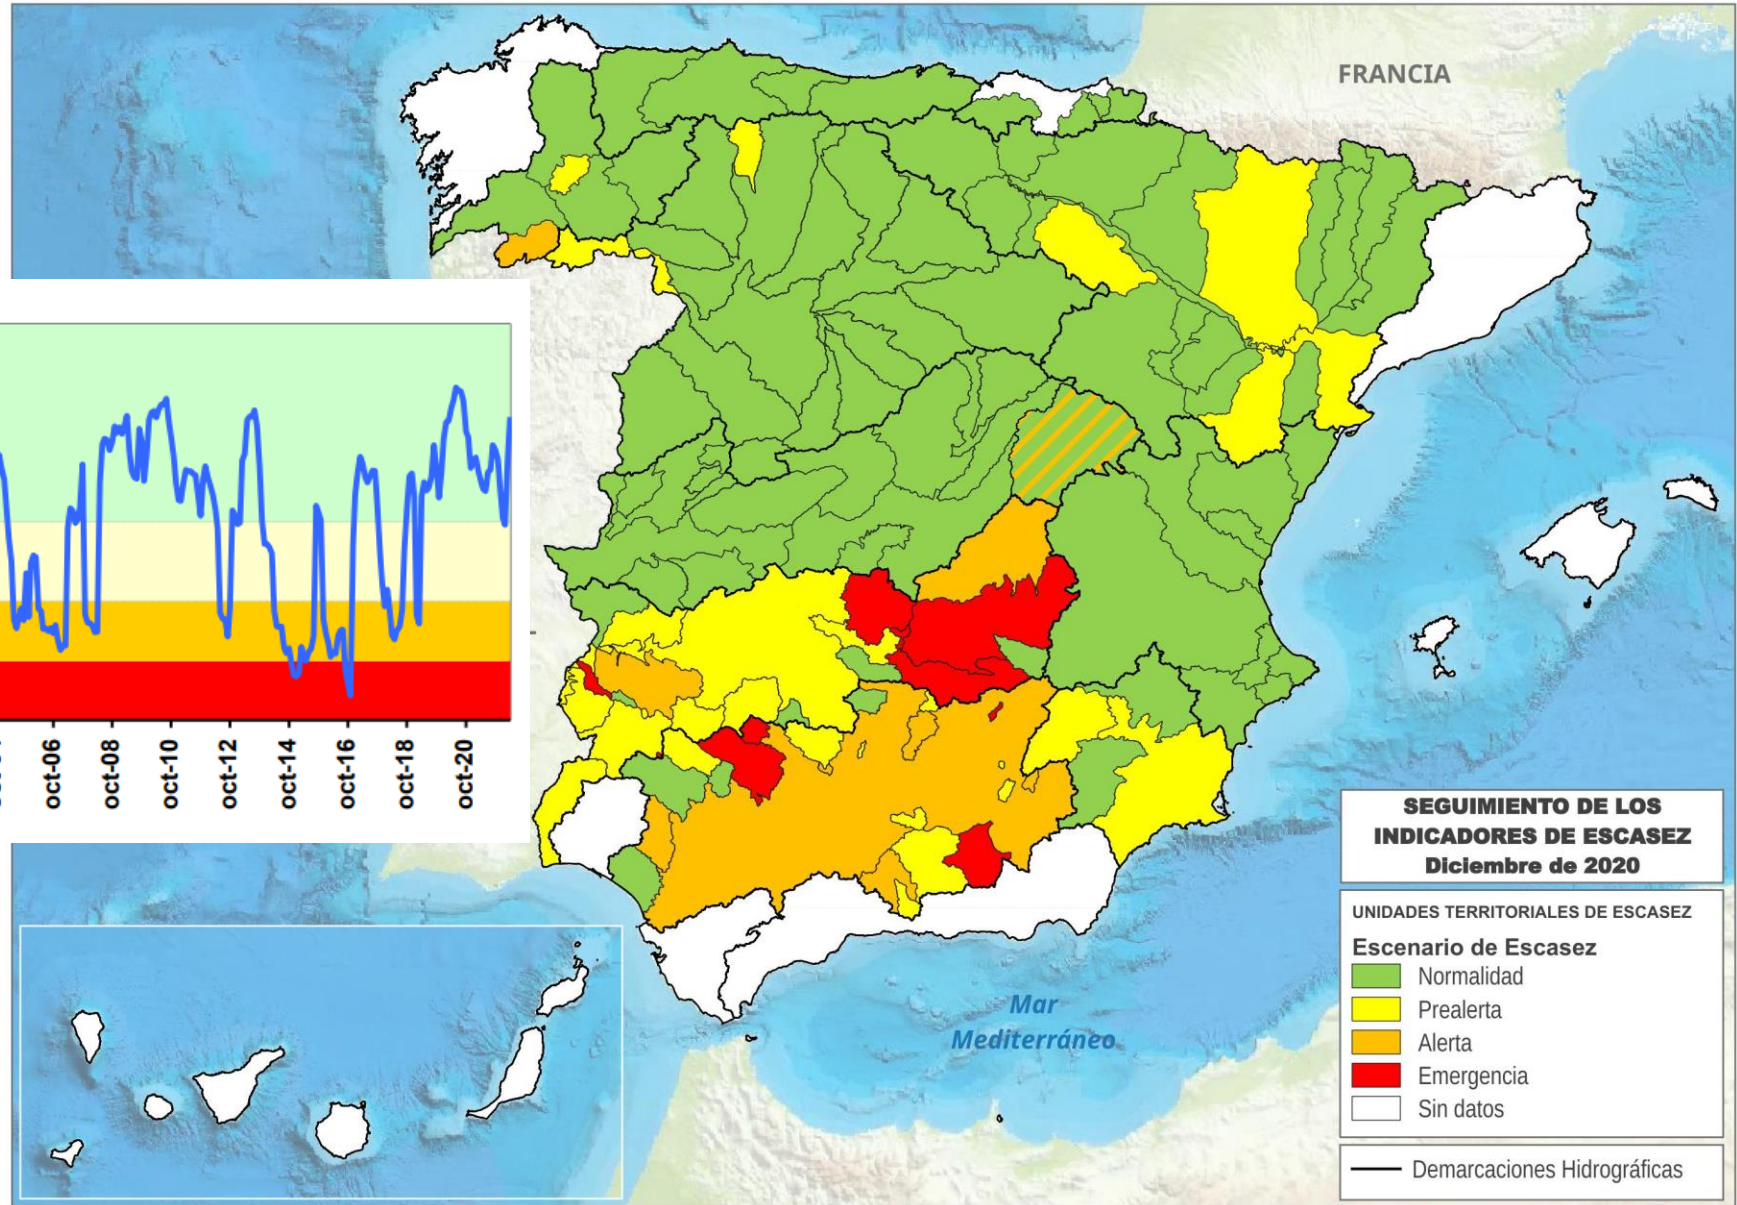 FRANCIA
oct-06
oct-08
oct-10
oct-12
oct-14
oct-16
oct-18
oct-20
SEGUIMIENTO DE LOS
INDICADORES DE ESCASEZ
Diciembre de 2020
UNIDADES TERRITORIALES DE ESCASEZ
Escenario de Escasez
Normalidad
Prealerta
Alerta
Emergencia
Sin datos
Demarcaciones Hidrográficas
Mar
Mediterráneo